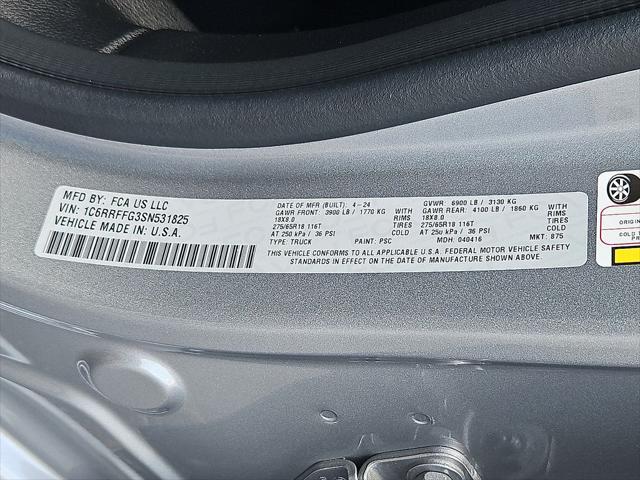 MFD BY: FCA US LLC
VIN: 1C6RRFFG3SN531825
VEHICLE MADE IN: U.S.A.
DATE OF MFR (BUILT): 4-24
GAWR FRONT: 3900 LB / 1770 KG
18X8.0
275/65R18 116T TIRES
AT 250 kPa / 36 PSI COLD
TYPE: TRUCK PAINT: PSC
GVWR: 6900 LB / 3130 KG
GAWR REAR: 4100 LB / 1860 KG
18X8.0
275/65R18 116T TIRES
AT 250 kPa / 36 PSI COLD
MDH: 040416 MKT: 875
THIS VEHICLE CONFORMS TO ALL APPLICABLE U.S.A. FEDERAL MOTOR VEHICLE SAFETY
STANDARDS IN EFFECT ON THE DATE OF MANUFACTURE SHOWN ABOVE.
COLD